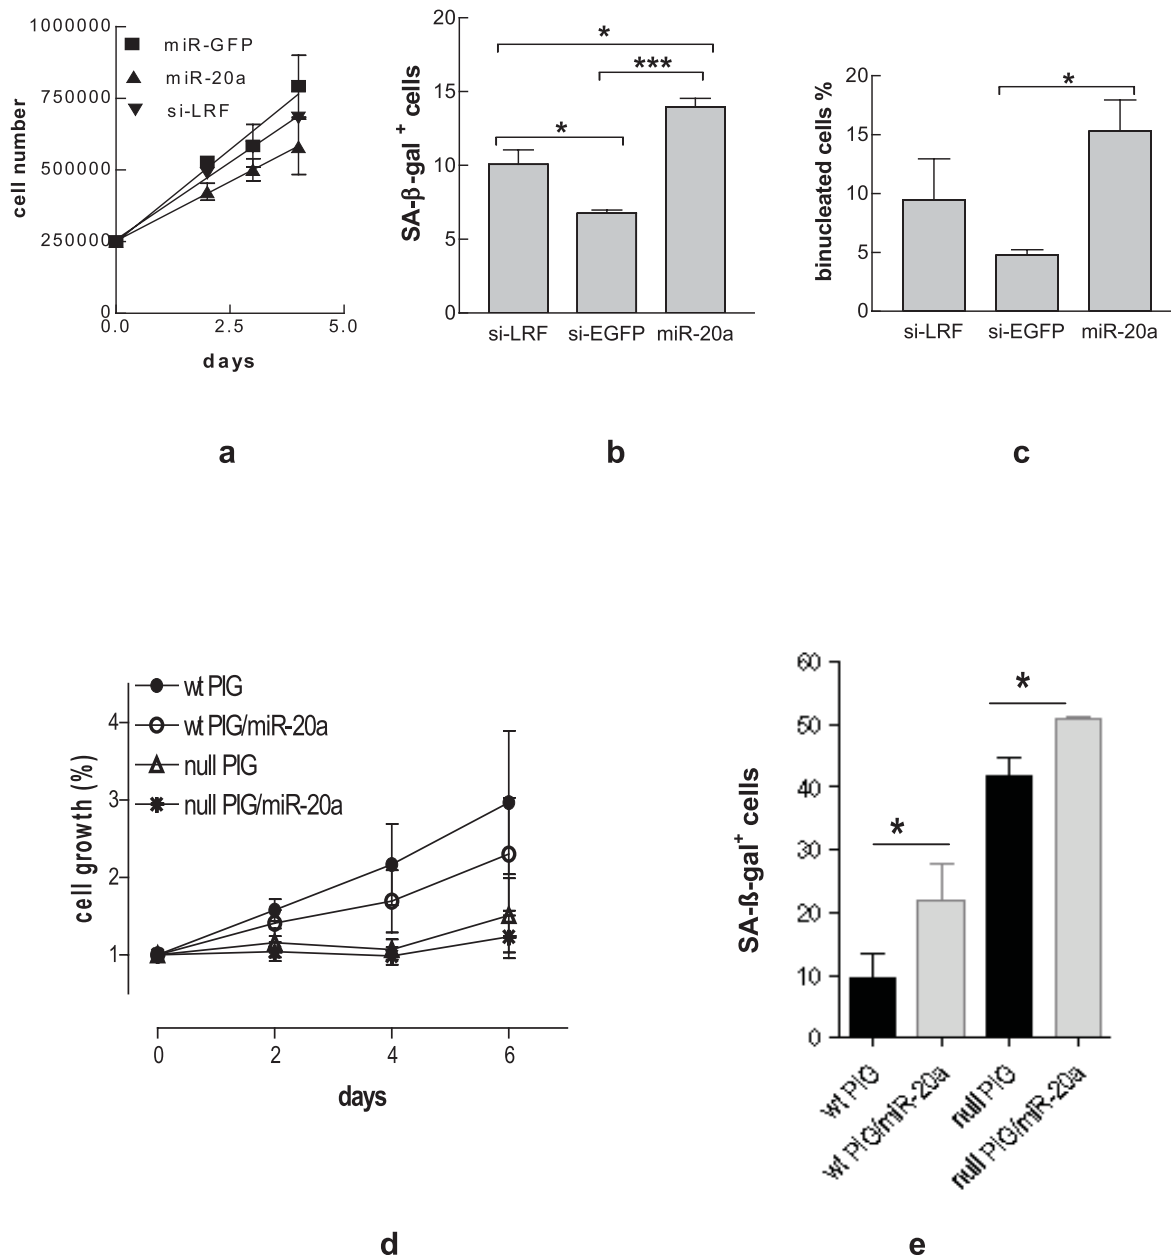 1000000
750000
500000
250000
0
0.0
2.5
5.0
cell number
days
miR-GFP
miR-20a
si-LRF
a
20
15
10
5
0
SA-β-gal + cells
*
***
*
si-LRF
si-EGFP
miR-20a
b
20
15
10
5
0
binucleated cells %
*
si-LRF
si-EGFP
miR-20a
c
wt PIG
wt PIG/miR-20a
null PIG
null PIG/miR-20a
4
3
2
1
cell growth (%)
0
2
4
6
days
d
60
50
40
30
20
10
0
SA-ß-gal+ cells
*
*
wt PIG
wt PIG/miR-20a
null PIG
null PIG/miR-20a
e